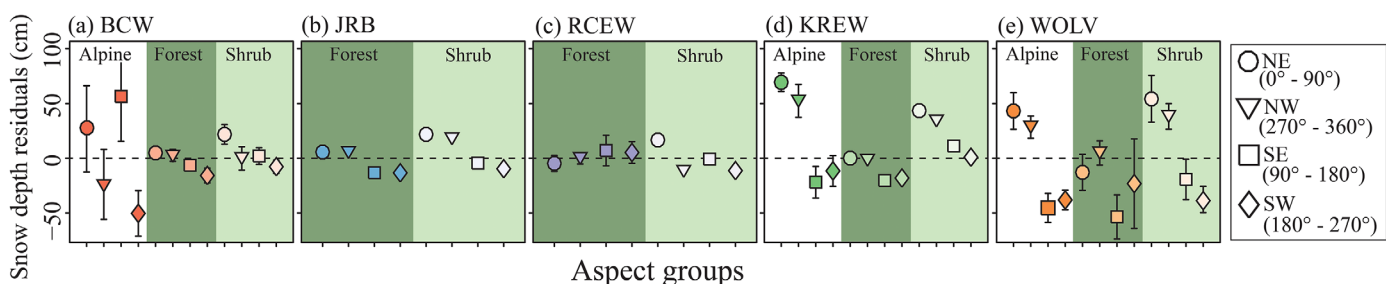 (a) BCW
(b) JRB
(c) RCEW
(d) KREW
(e) WOLV
Snow depth residuals (cm)
100
50
0
−50
Alpine
Forest
Shrub
Forest
Shrub
Forest
Shrub
Alpine
Forest
Shrub
Alpine
Forest
Shrub
NE
(0° - 90°)
NW
(270° - 360°)
SE
(90° - 180°)
SW
(180° - 270°)
Aspect groups